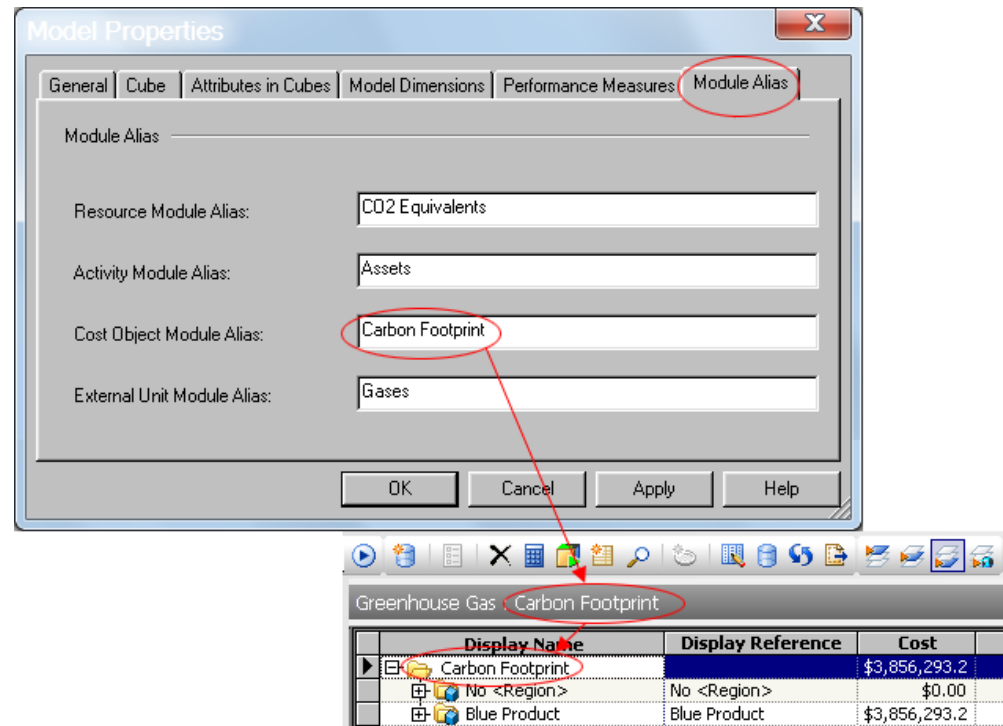 Model Properties
General Cube Attributes in Cubes Model Dimensions Performance Measures Module Alias
Module Alias
Resource Module Alias: CO2 Equivalents
Activity Module Alias: Assets
Cost Object Module Alias: Carbon Footprint
External Unit Module Alias: Gases
OK Cancel Apply Help
Greenhouse Gas : Carbon Footprint
Display Name Display Reference Cost
Carbon Footprint $3,856,293.2
No <Region> No <Region> $0.00
Blue Product Blue Product $3,856,293.2